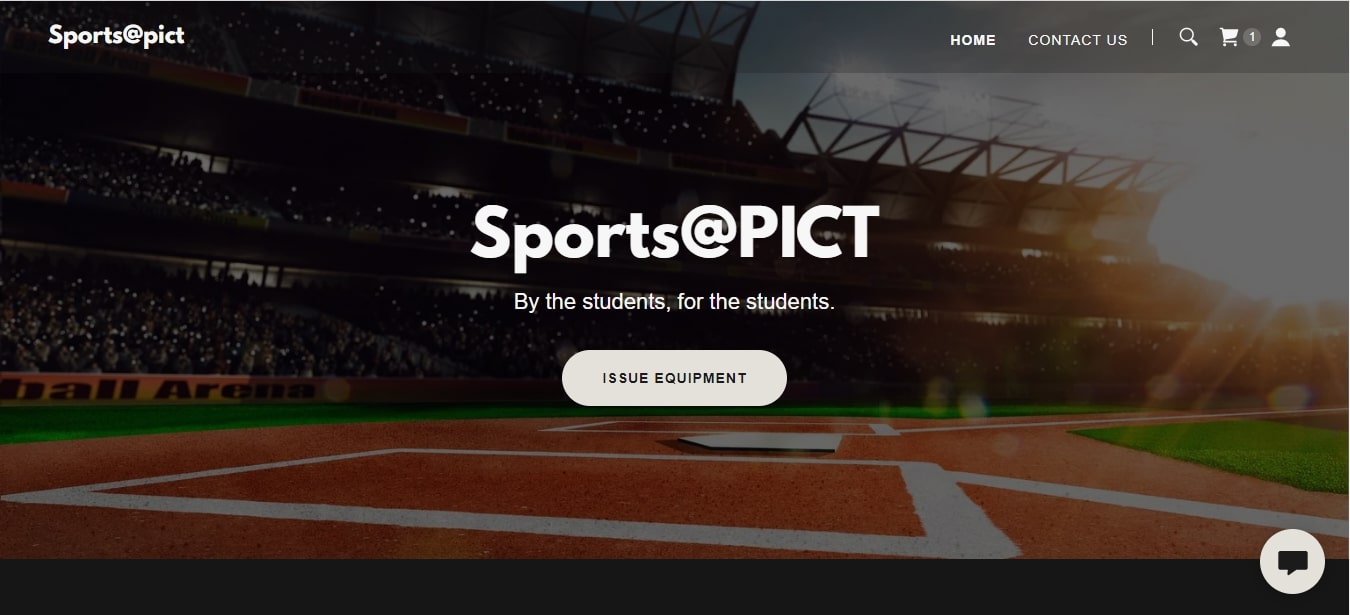 Sports@pict
HOME
CONTACT US
1
Sports@PICT
By the students, for the students.
ISSUE EQUIPMENT
ball Arena